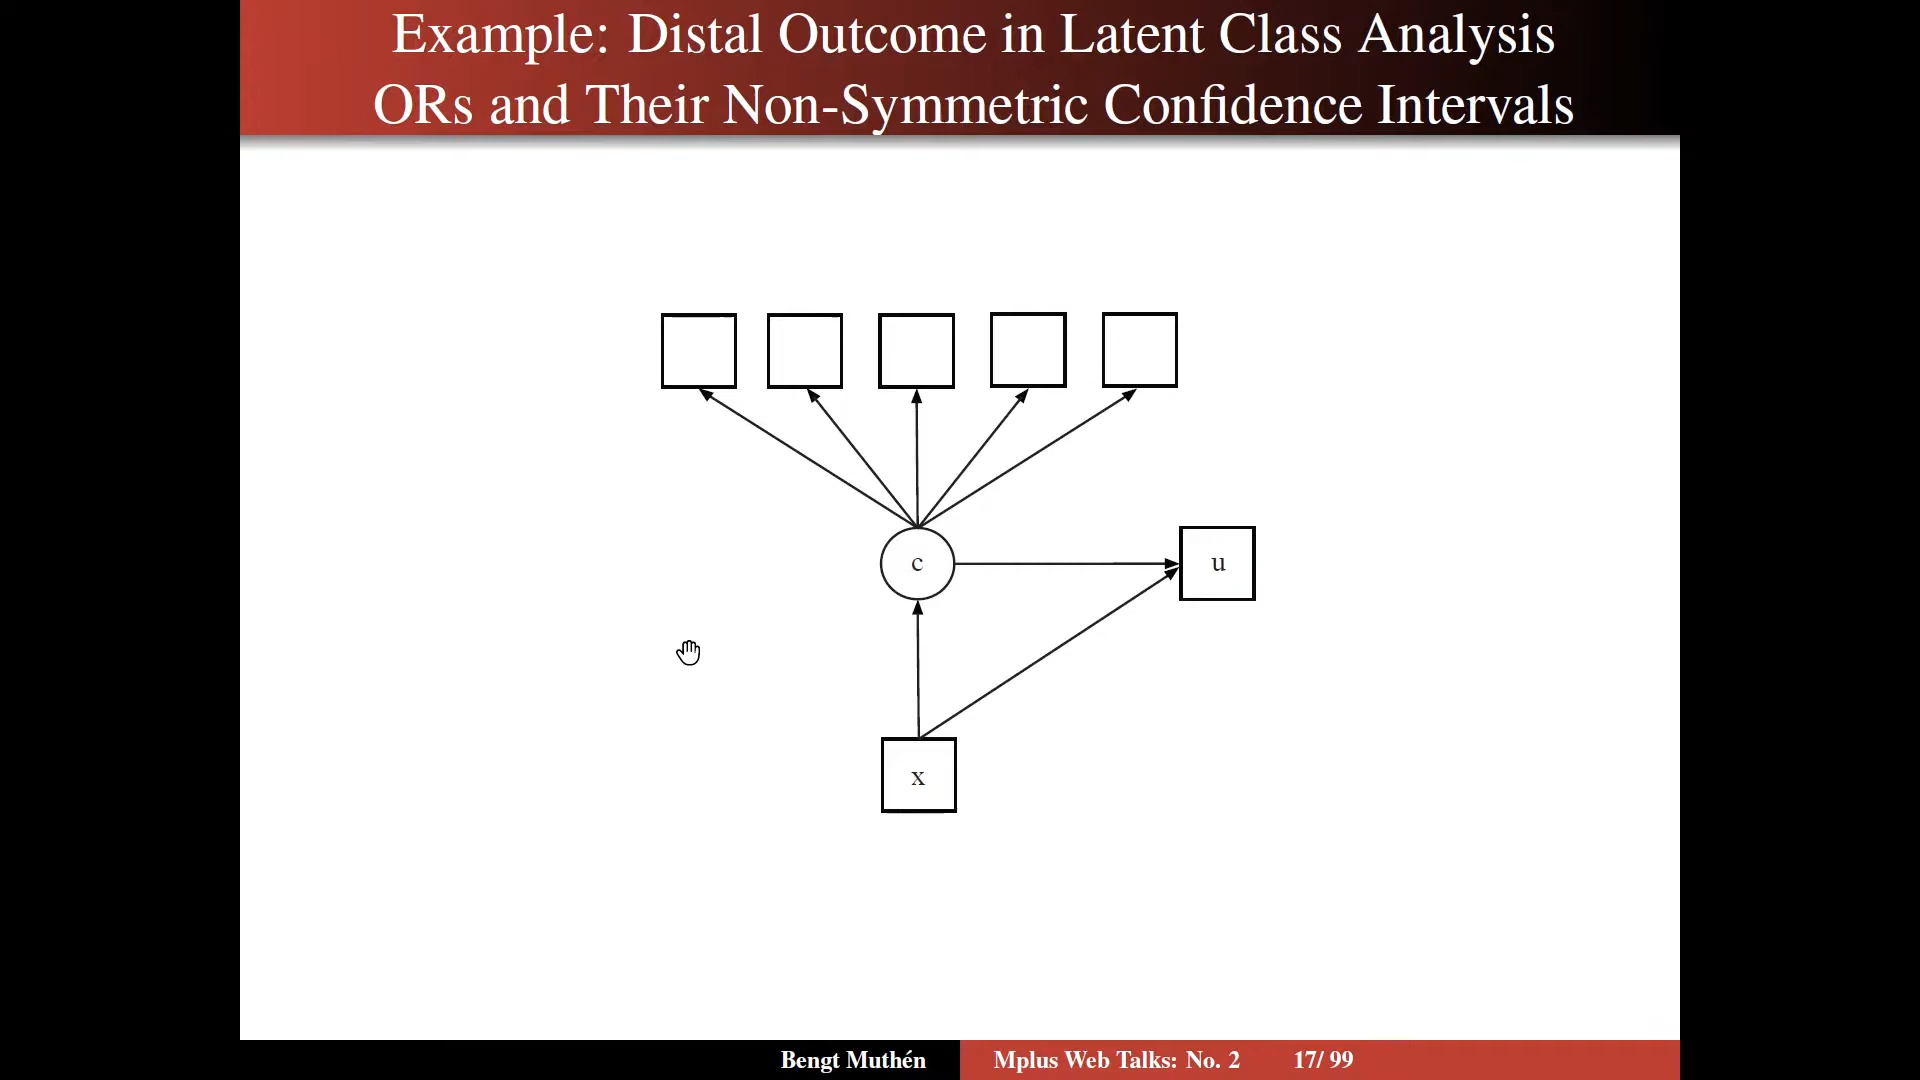 Example: Distal Outcome in Latent Class Analysis
ORs and Their Non-Symmetric Confidence Intervals
c
u
x
Bengt Muthén Mplus Web Talks: No. 2 17/ 99